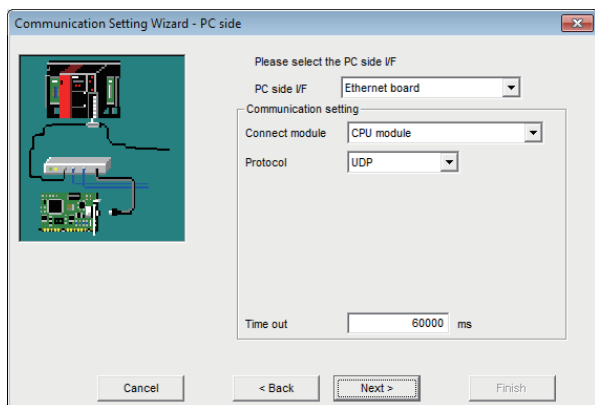 Communication Setting Wizard - PC side
Please select the PC side I/F
PC side I/F Ethernet board
Communication setting
Connect module CPU module
Protocol UDP
Time out 60000 ms
Cancel < Back Next > Finish